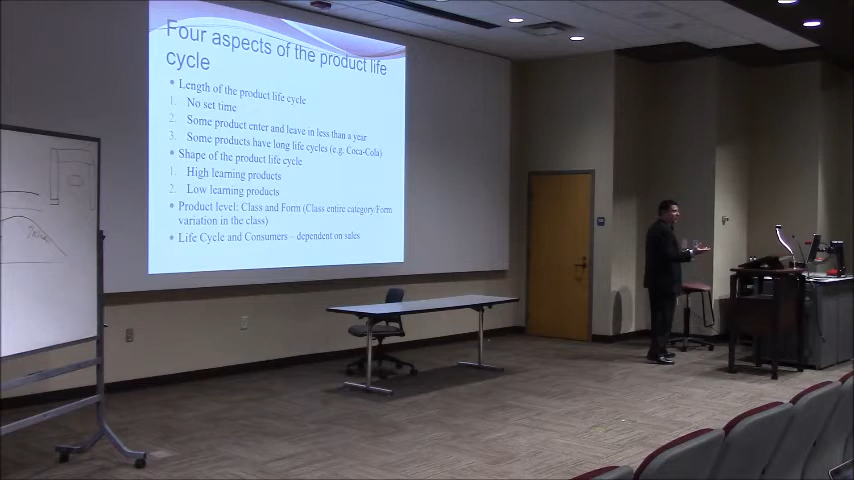 Four aspects of the product life
cycle
• Length of the product life cycle
1. No set time
2. Some product enter and leave in less than a year
3. Some products have long life cycles (e.g. Coca-Cola)
• Shape of the product life cycle
1. High learning products
2. Low learning products
• Product level: Class and Form (Class entire category/Form
variation in the class)
• Life Cycle and Consumers – dependent on sales